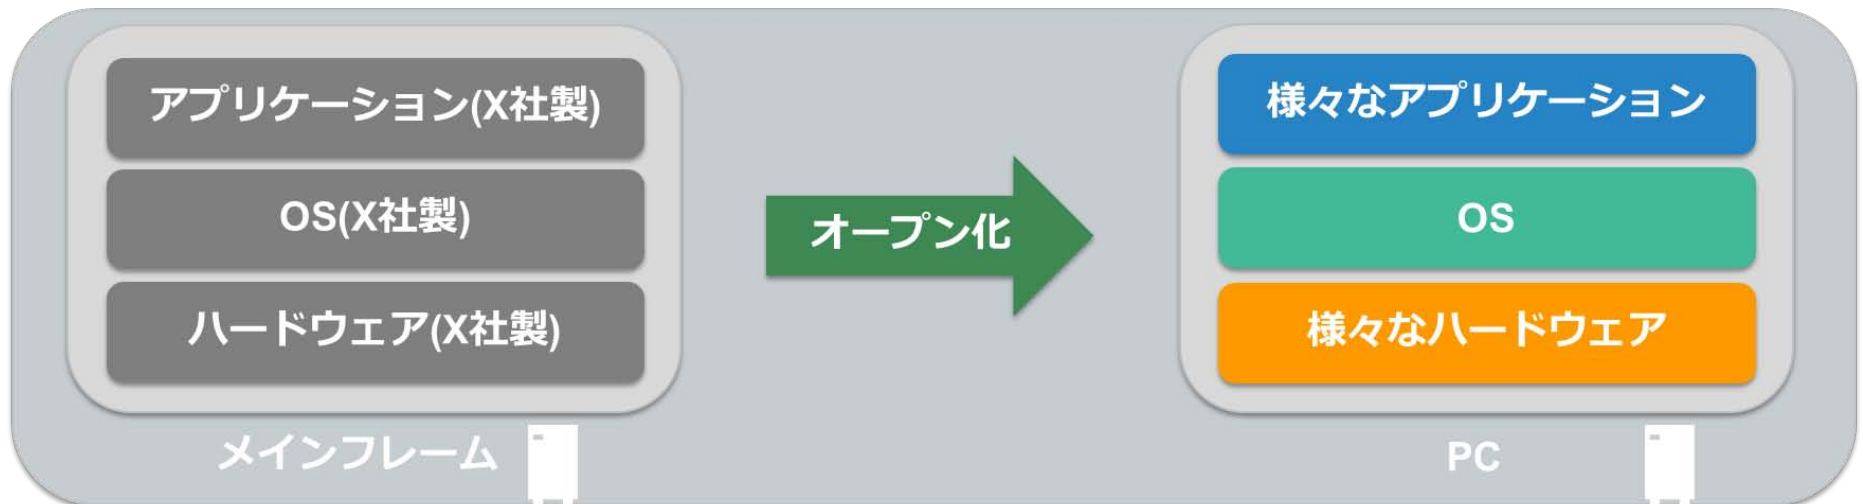 アプリケーション(X社製)
OS(X社製)
ハードウェア(X社製)
メインフレーム
オープン化
様々なアプリケーション
OS
様々なハードウェア
PC